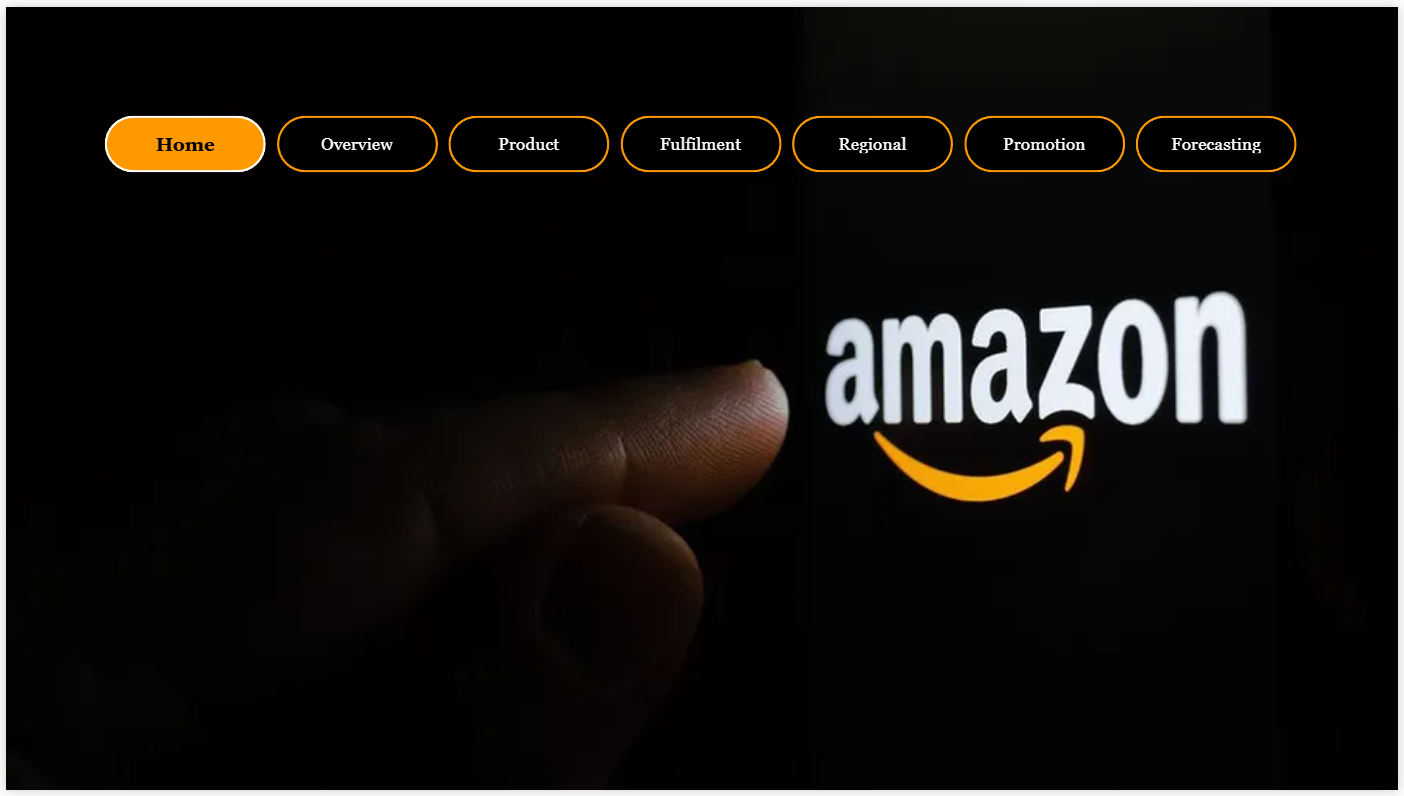 Home
Overview
Product
Fulfilment
Regional
Promotion
Forecasting
amazon